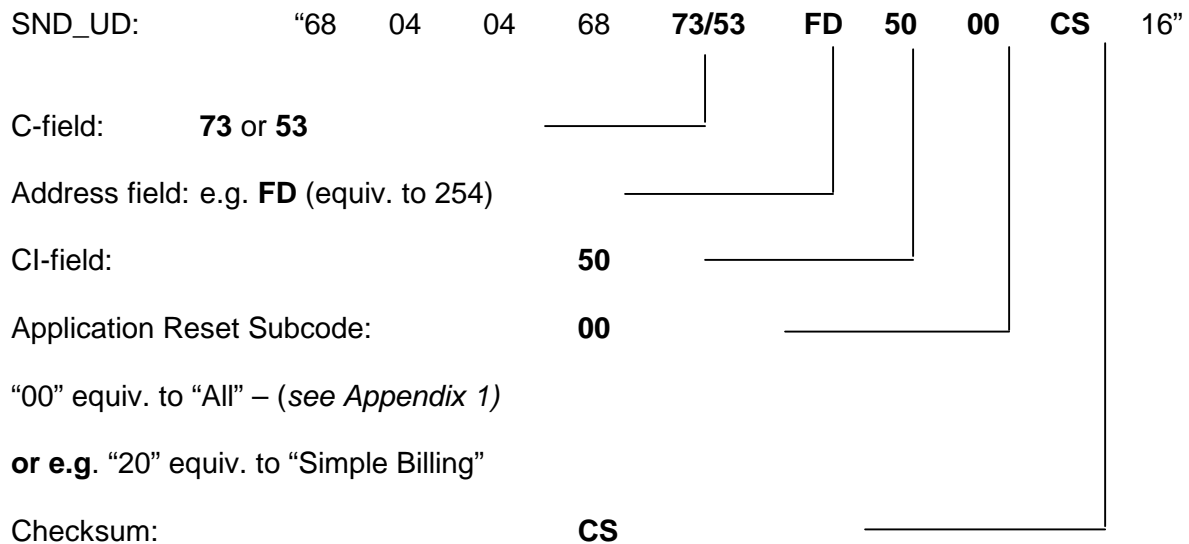 SND_UD: “68 04 04 68 73/53 FD 50 00 CS 16”
C-field: 73 or 53
Address field: e.g. FD (equiv. to 254)
CI-field: 50
Application Reset Subcode: 00
“00” equiv. to “All” – (see Appendix 1)
or e.g. “20” equiv. to “Simple Billing”
Checksum: CS